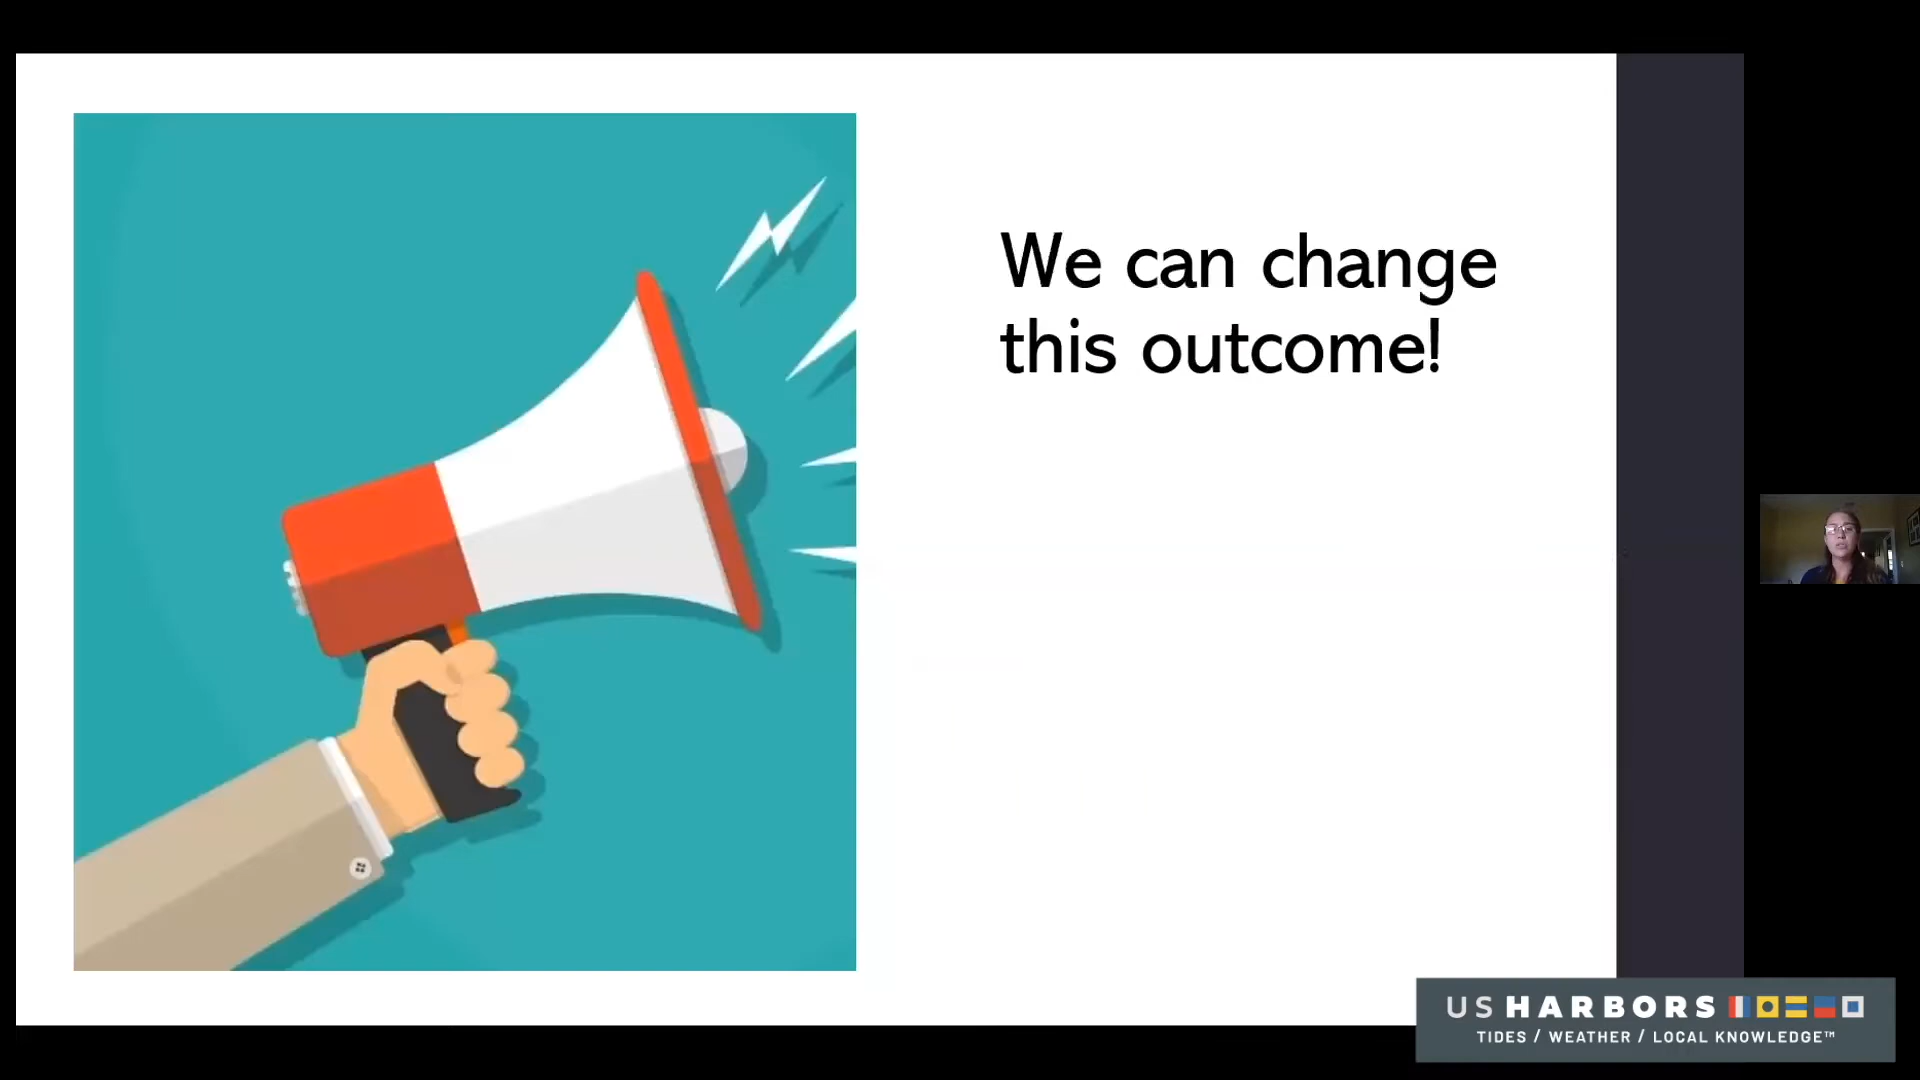 We can change
this outcome!
US HARBORS
TIDES / WEATHER / LOCAL KNOWLEDGE™